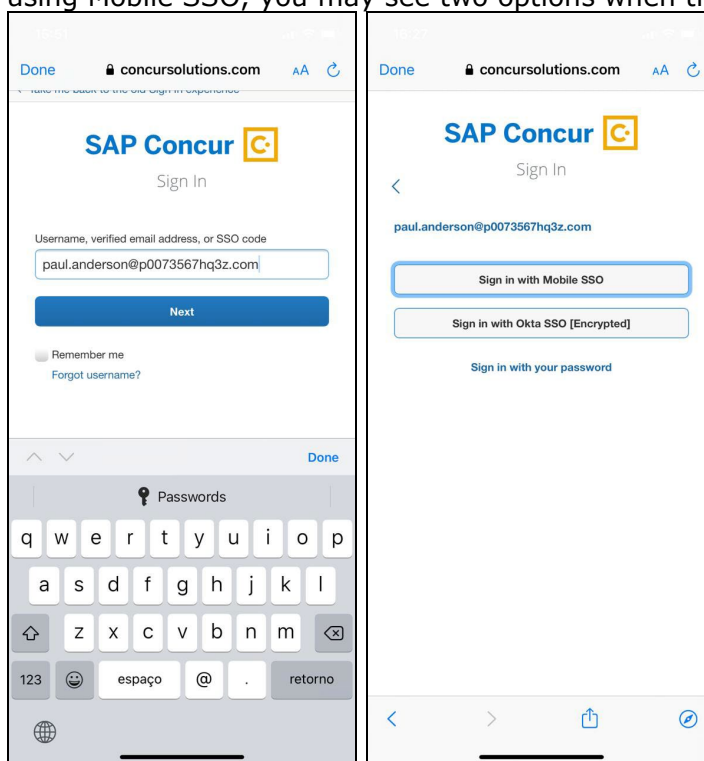 using Mobile SSO, you may see two options when t
Done concursolutions.com AA
Take me back to the old Sign In experience
SAP Concur C.
Sign In
Username, verified email address, or SSO code
paul.anderson@p0073567hq3z.com
Next
Remember me
Forgot username?
Done
Passwords
q w e r t y u i o p
a s d f g h j k l
z x c v b n m
123 espaço @ . retorno
Done concursolutions.com AA
SAP Concur C.
Sign In
paul.anderson@p0073567hq3z.com
Sign in with Mobile SSO
Sign in with Okta SSO [Encrypted]
Sign in with your password